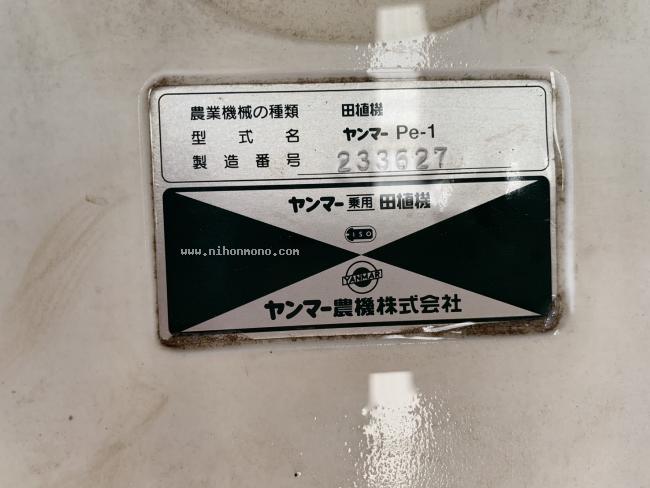 農業機械の種類 田植機
型式名 ヤンマー Pe-1
製造番号 233627
ヤンマー 乗用 田植機
ISO
www.nihonmono.com
YANMAR
ヤンマー農機株式会社